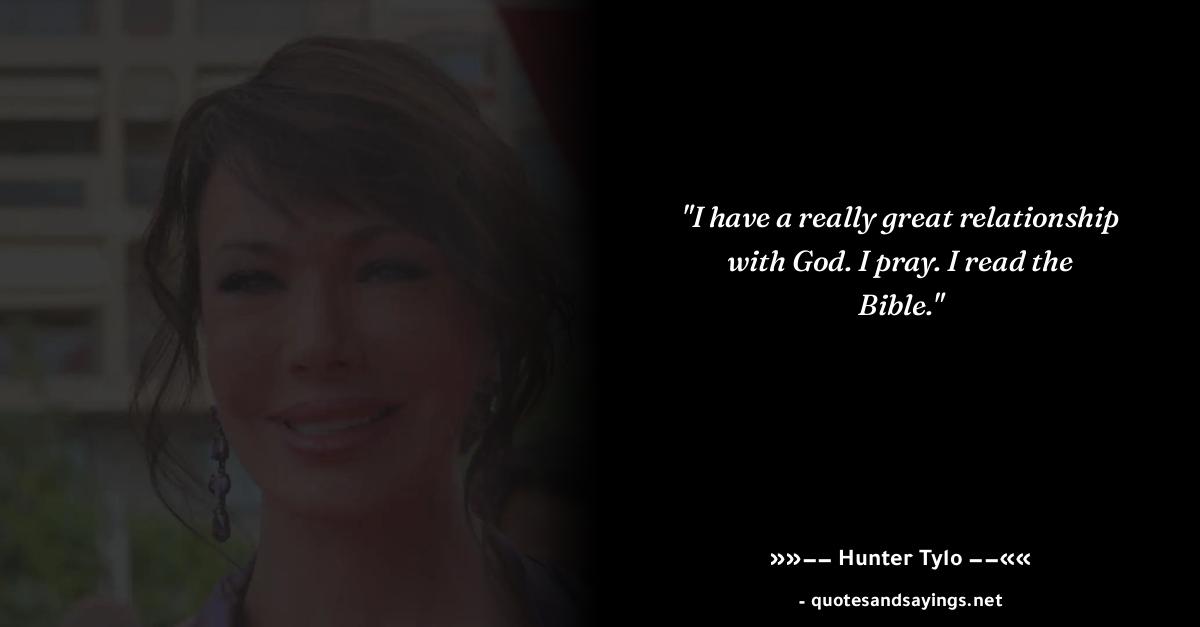 "I have a really great relationship
with God. I pray. I read the
Bible."
»»−− Hunter Tylo −−««
- quotesandsayings.net